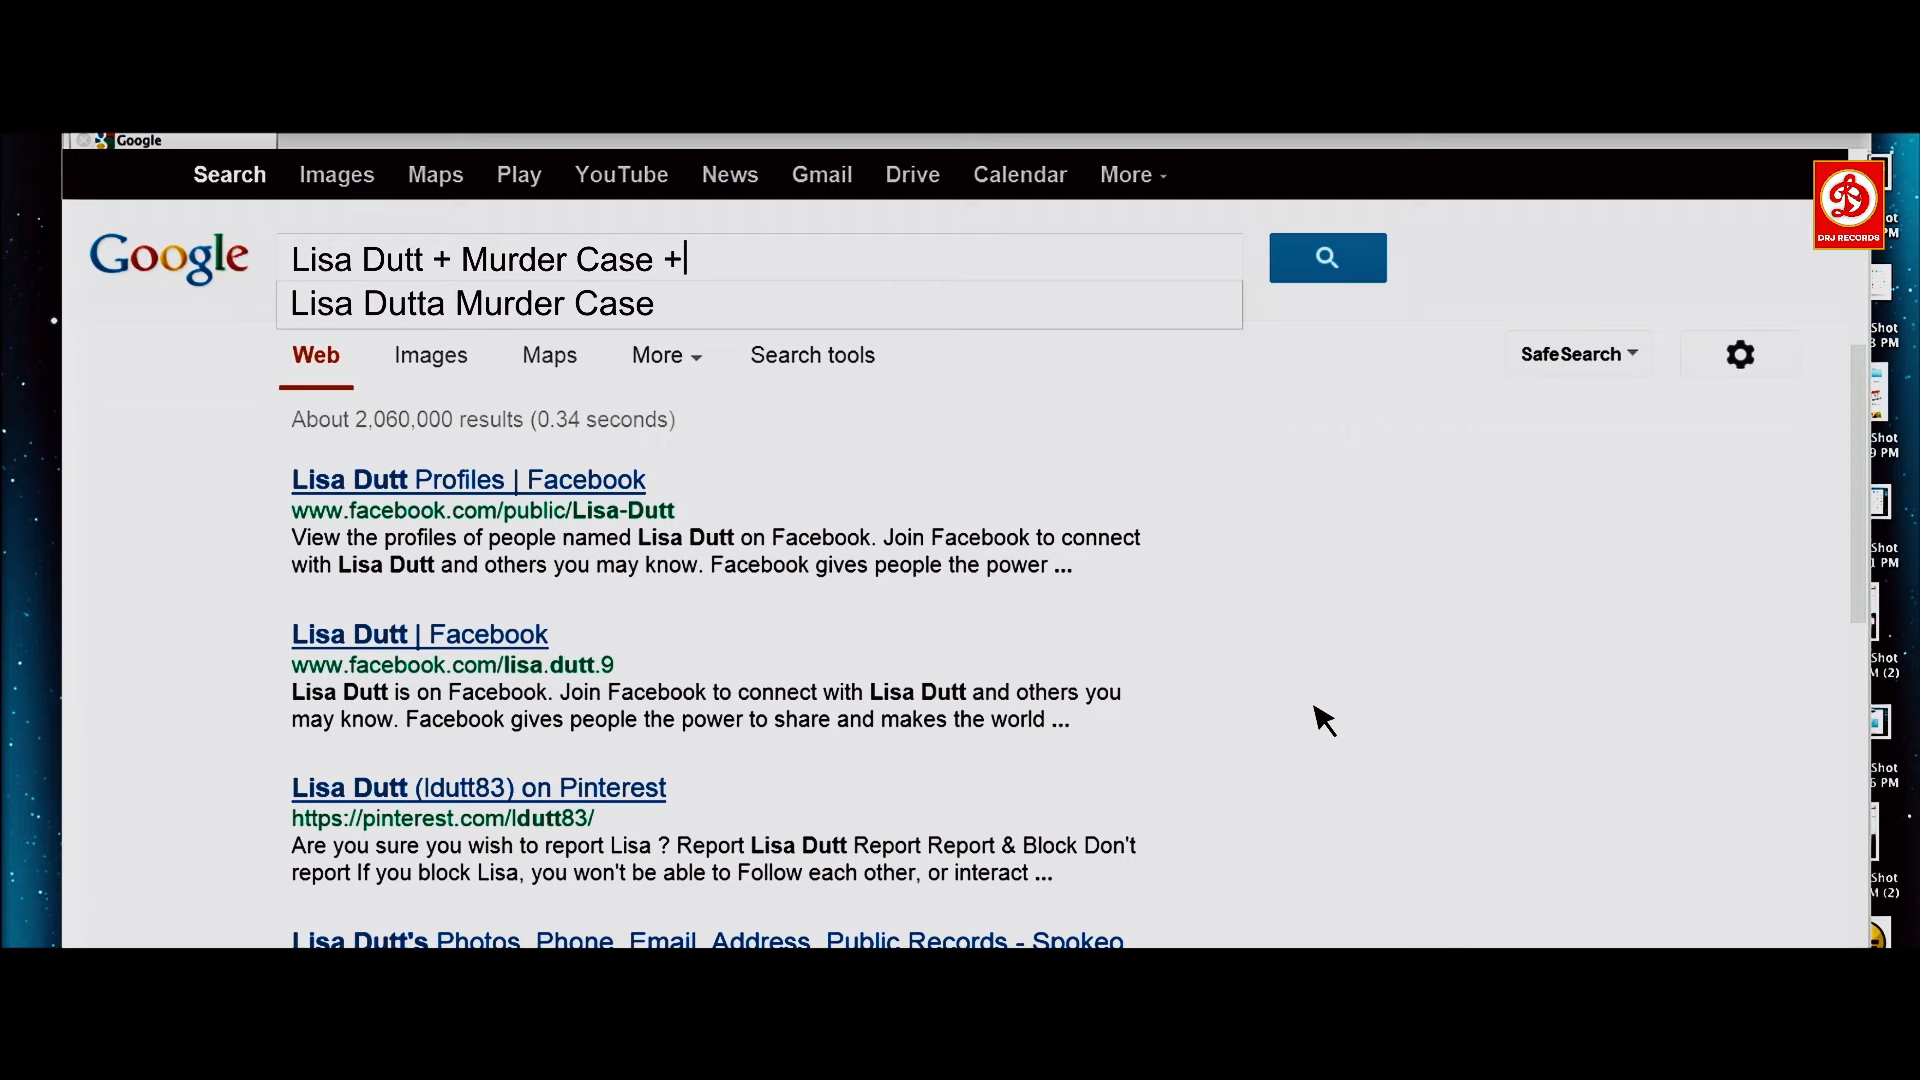 Google
Search Images Maps Play YouTube News Gmail Drive Calendar More
DRJ RECORDS
Google
Lisa Dutt + Murder Case +
Lisa Dutta Murder Case
Web Images Maps More Search tools
SafeSearch
About 2,060,000 results (0.34 seconds)
Lisa Dutt Profiles | Facebook
www.facebook.com/public/Lisa-Dutt
View the profiles of people named Lisa Dutt on Facebook. Join Facebook to connect
with Lisa Dutt and others you may know. Facebook gives people the power ...
Lisa Dutt | Facebook
www.facebook.com/lisa.dutt.9
Lisa Dutt is on Facebook. Join Facebook to connect with Lisa Dutt and others you
may know. Facebook gives people the power to share and makes the world ...
Lisa Dutt (ldutt83) on Pinterest
https://pinterest.com/ldutt83/
Are you sure you wish to report Lisa ? Report Lisa Dutt Report Report & Block Don't
report If you block Lisa, you won't be able to Follow each other, or interact ...
Lisa Dutt's Photos, Phone, Email, Address, Public Records - Spokeo
Shot
Shot
Shot
Shot
Shot